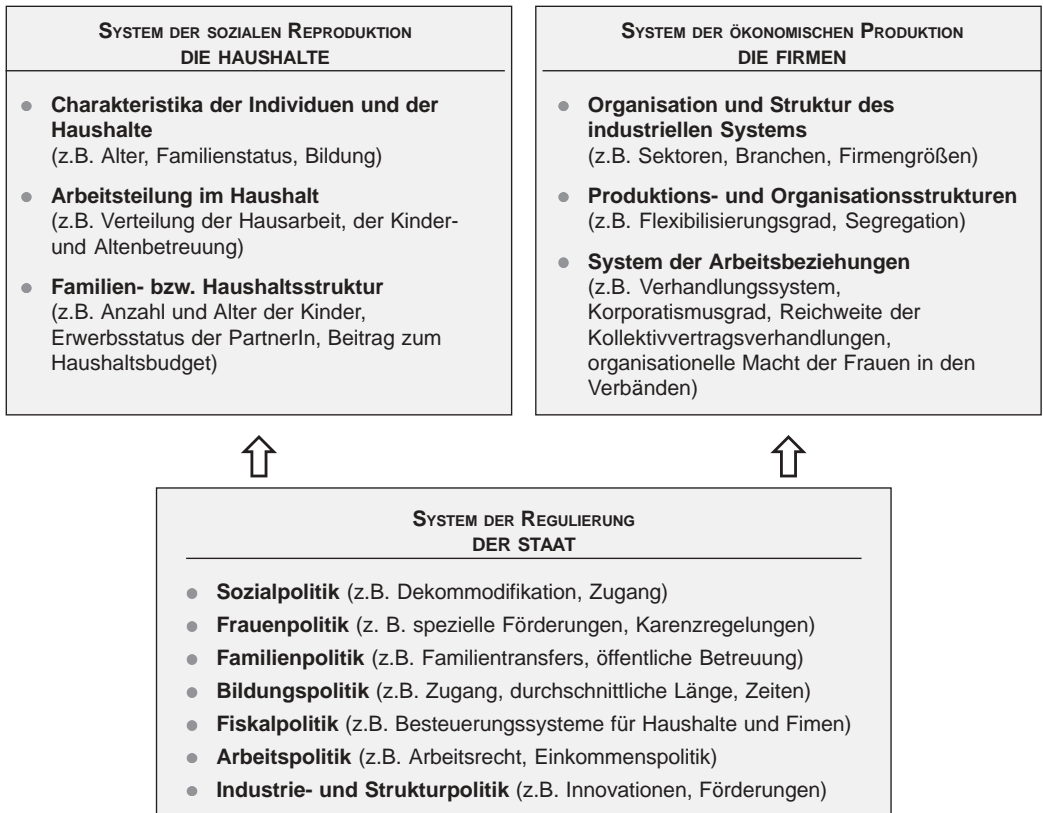 SYSTEM DER SOZIALEN REPRODUKTION
DIE HAUSHALTE
● Charakteristika der Individuen und der
Haushalte
(z.B. Alter, Familienstatus, Bildung)
● Arbeitsteilung im Haushalt
(z.B. Verteilung der Hausarbeit, der Kinder-
und Altenbetreuung)
● Familien- bzw. Haushaltsstruktur
(z.B. Anzahl und Alter der Kinder,
Erwerbsstatus der PartnerIn, Beitrag zum
Haushaltsbudget)
SYSTEM DER ÖKONOMISCHEN PRODUKTION
DIE FIRMEN
● Organisation und Struktur des
industriellen Systems
(z.B. Sektoren, Branchen, Firmengrößen)
● Produktions- und Organisationsstrukturen
(z.B. Flexibilisierungsgrad, Segregation)
● System der Arbeitsbeziehungen
(z.B. Verhandlungssystem,
Korporatismusgrad, Reichweite der
Kollektivvertragsverhandlungen,
organisationelle Macht der Frauen in den
Verbänden)
SYSTEM DER REGULIERUNG
DER STAAT
● Sozialpolitik (z.B. Dekommodifikation, Zugang)
● Frauenpolitik (z. B. spezielle Förderungen, Karenzregelungen)
● Familienpolitik (z.B. Familientransfers, öffentliche Betreuung)
● Bildungspolitik (z.B. Zugang, durchschnittliche Länge, Zeiten)
● Fiskalpolitik (z.B. Besteuerungssysteme für Haushalte und Fimen)
● Arbeitspolitik (z.B. Arbeitsrecht, Einkommenspolitik)
● Industrie- und Strukturpolitik (z.B. Innovationen, Förderungen)